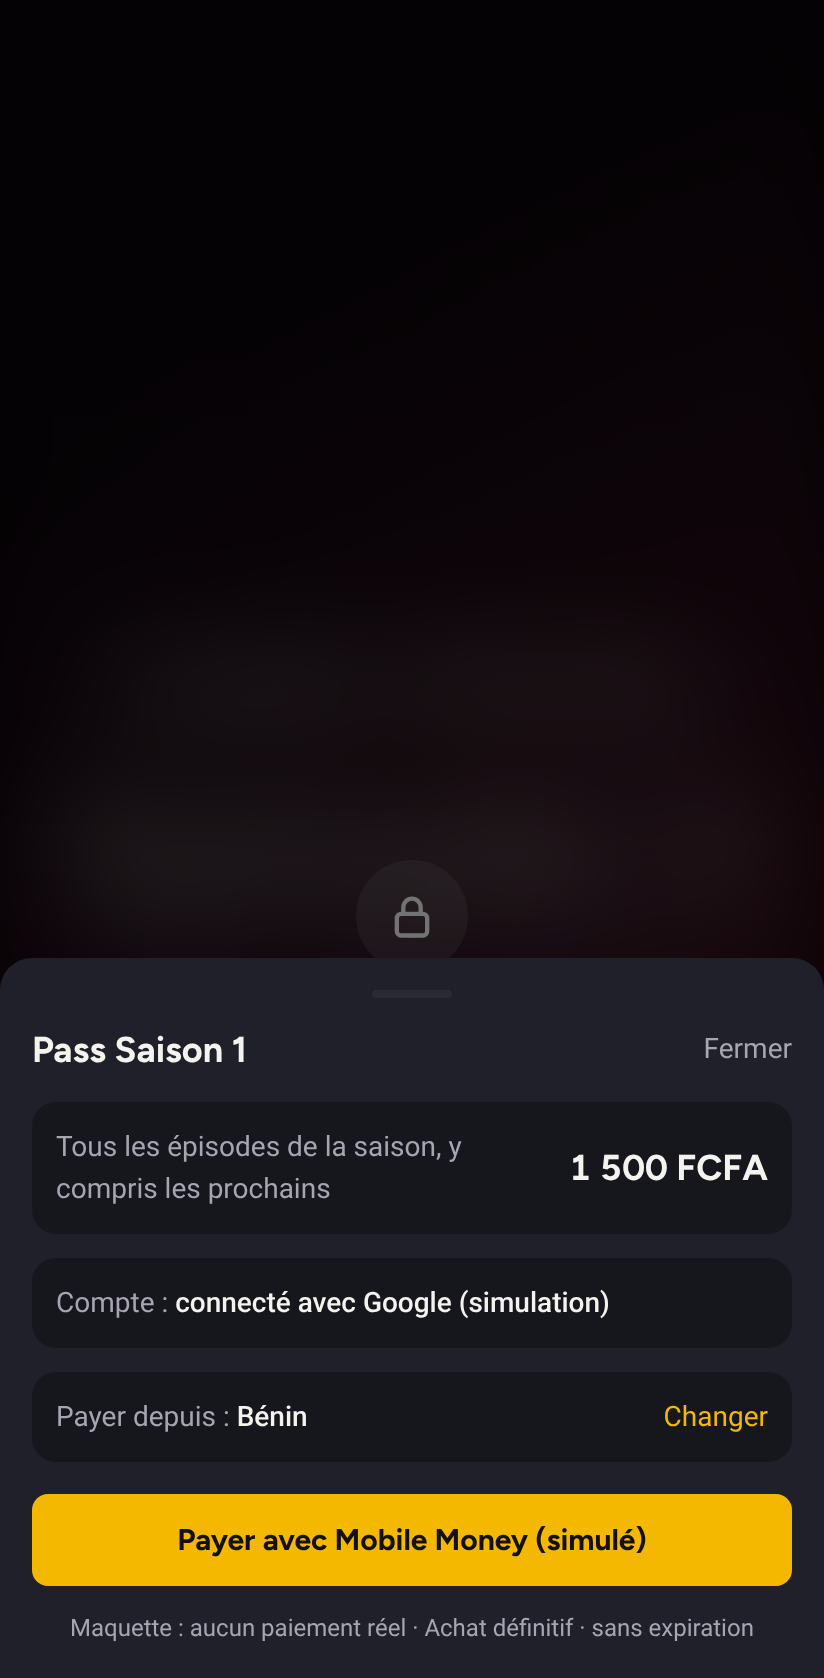 Pass Saison 1
Fermer
Tous les épisodes de la saison, y
compris les prochains
1 500 FCFA
Compte : connecté avec Google (simulation)
Payer depuis : Bénin
Changer
Payer avec Mobile Money (simulé)
Maquette : aucun paiement réel · Achat définitif · sans expiration